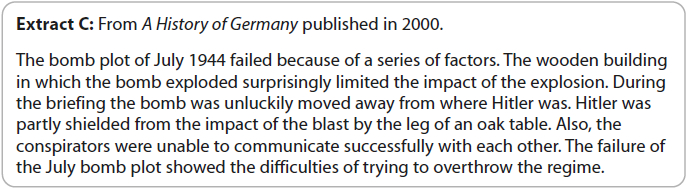 Extract C: From A History of Germany published in 2000.
The bomb plot of July 1944 failed because of a series of factors. The wooden building
in which the bomb exploded surprisingly limited the impact of the explosion. During
the briefing the bomb was unluckily moved away from where Hitler was. Hitler was
partly shielded from the impact of the blast by the leg of an oak table. Also, the
conspirators were unable to communicate successfully with each other. The failure of
the July bomb plot showed the difficulties of trying to overthrow the regime.